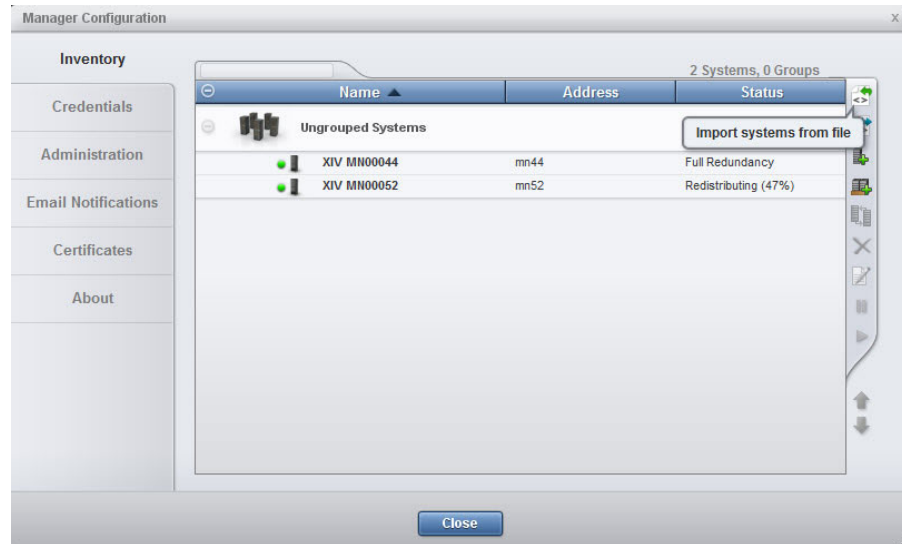 Manager Configuration x
Inventory
Credentials
Administration
Email Notifications
Certificates
About
2 Systems, 0 Groups
Name Address Status
Ungrouped Systems
Import systems from file
XIV MN00044 mn44 Full Redundancy
XIV MN00052 mn52 Redistributing (47%)
Close